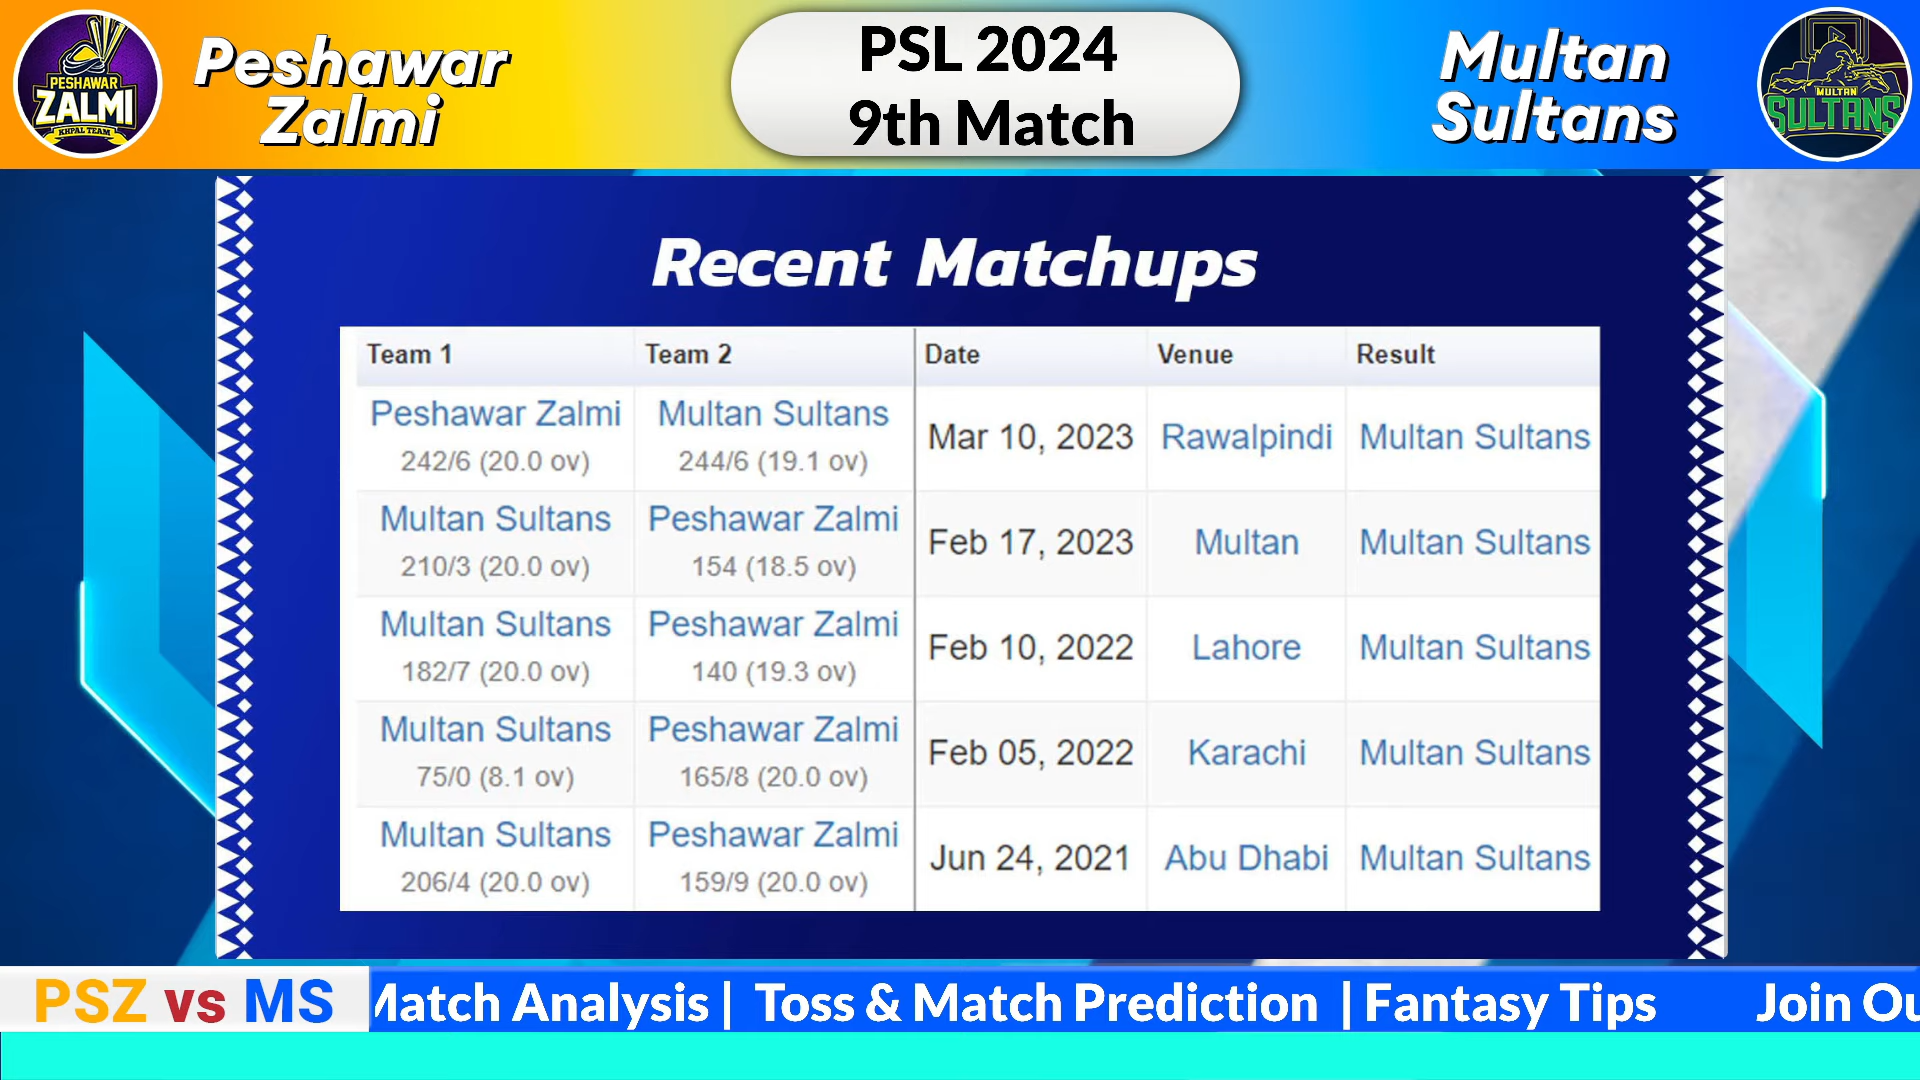 PESHAWAR
ZALMI
KHPAL TEAM
Peshawar
Zalmi
PSL 2024
9th Match
Multan
Sultans
MULTAN
SULTANS
Recent Matchups
Team 1 Team 2 Date Venue Result
Peshawar Zalmi Multan Sultans
242/6 (20.0 ov) 244/6 (19.1 ov)
Mar 10, 2023 Rawalpindi Multan Sultans
Multan Sultans Peshawar Zalmi
210/3 (20.0 ov) 154 (18.5 ov)
Feb 17, 2023 Multan Multan Sultans
Multan Sultans Peshawar Zalmi
182/7 (20.0 ov) 140 (19.3 ov)
Feb 10, 2022 Lahore Multan Sultans
Multan Sultans Peshawar Zalmi
75/0 (8.1 ov) 165/8 (20.0 ov)
Feb 05, 2022 Karachi Multan Sultans
Multan Sultans Peshawar Zalmi
206/4 (20.0 ov) 159/9 (20.0 ov)
Jun 24, 2021 Abu Dhabi Multan Sultans
PSZ vs MS
Match Analysis | Toss & Match Prediction | Fantasy Tips Join Ou